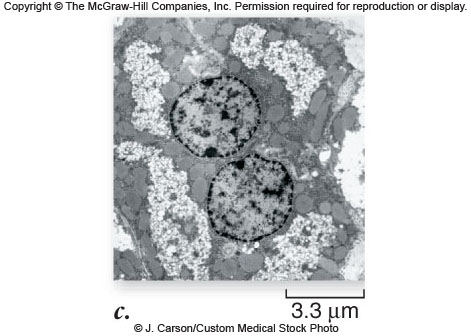 Copyright © The McGraw-Hill Companies, Inc. Permission required for reproduction or display.
c.
3.3 µm
© J. Carson/Custom Medical Stock Photo